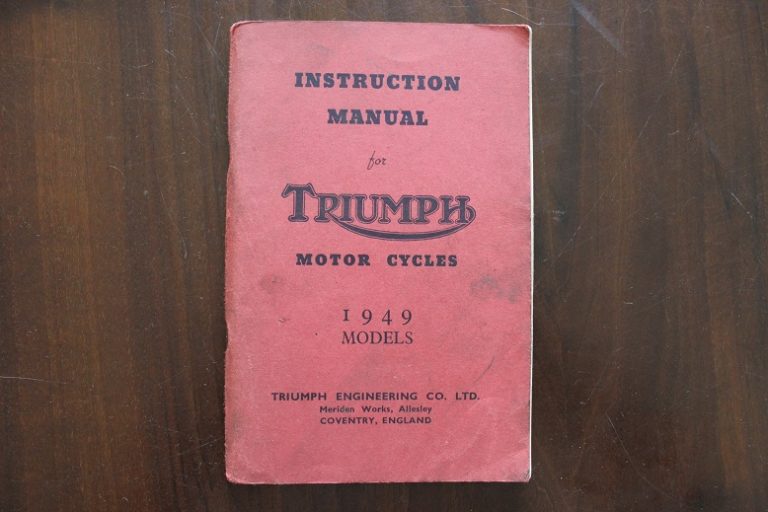 INSTRUCTION
MANUAL
for
TRIUMPH
MOTOR CYCLES
1949
MODELS
TRIUMPH ENGINEERING CO. LTD.
Meriden Works, Allesley
COVENTRY, ENGLAND